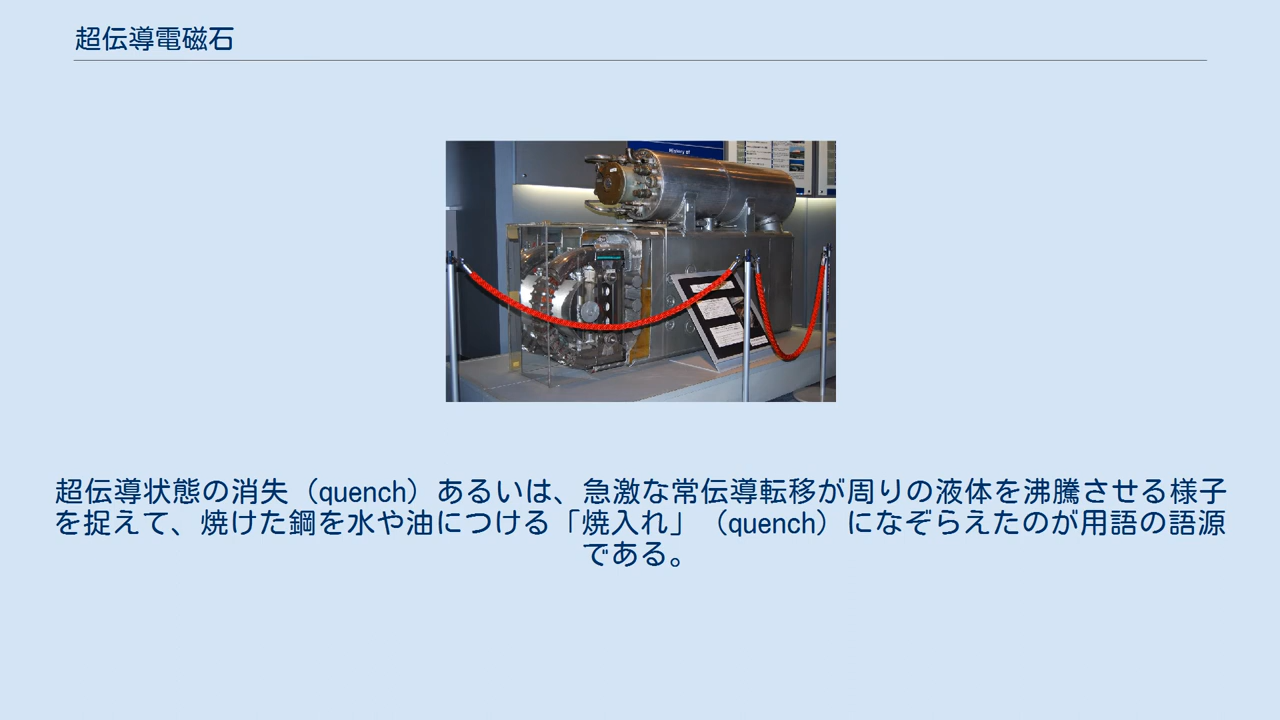 超伝導電磁石
History of
超伝導状態の消失（quench）あるいは、急激な常伝導転移が周りの液体を沸騰させる様子
を捉えて、焼けた鋼を水や油につける「焼入れ」（quench）になぞらえたのが用語の語源
である。